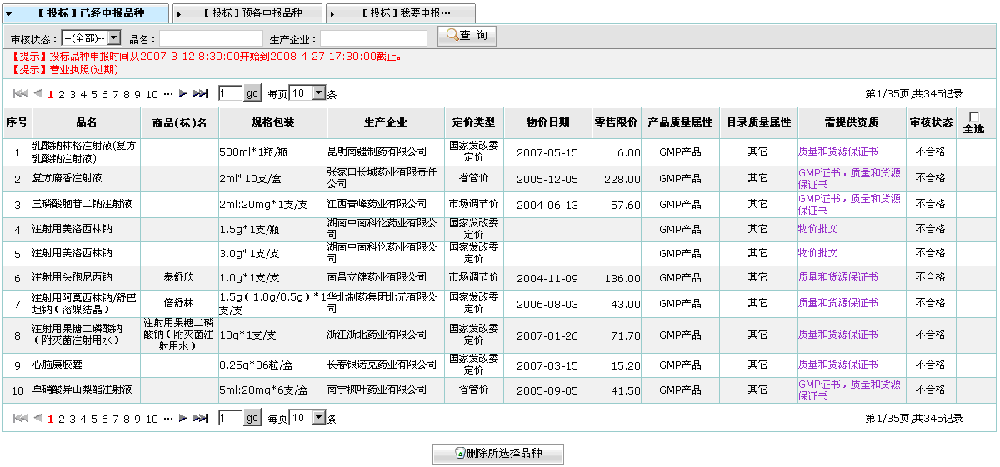 【投标】已经申报品种 【投标】预备申报品种 【投标】我要申报…
审核状态： --(全部)-- 品名： 生产企业： 查 询
【提示】投标品种申报时间从2007-3-12 8:30:00开始到2008-4-27 17:30:00截止。
【提示】营业执照(过期)
1 2 3 4 5 6 7 8 9 10 … 1 go 每页 10 条 第1/35页,共345记录
序号 品名 商品(标)名 规格包装 生产企业 定价类型 物价日期 零售限价 产品质量属性 目录质量属性 需提供资质 审核状态 全选
1 乳酸钠林格注射液(复方乳酸钠注射液) 500ml*1瓶/瓶 昆明南疆制药有限公司 国家发改委定价 2007-05-15 6.00 GMP产品 其它 质量和货源保证书 不合格
2 复方麝香注射液 2ml*10支/盒 张家口长城药业有限责任公司 省管价 2005-12-05 228.00 GMP产品 其它 GMP证书，质量和货源保证书 不合格
3 三磷酸胞苷二钠注射液 2ml:20mg*1支/支 江西青峰药业有限公司 市场调节价 2004-06-13 57.60 GMP产品 其它 GMP证书，质量和货源保证书 不合格
4 注射用美洛西林钠 1.5g*1支/瓶 湖南中南科伦药业有限公司 国家发改委定价 GMP产品 其它 物价批文 不合格
5 注射用美洛西林钠 3.0g*1支/支 湖南中南科伦药业有限公司 国家发改委定价 GMP产品 其它 物价批文 不合格
6 注射用头孢尼西钠 泰舒欣 1.0g*1支/支 南昌立健药业有限公司 市场调节价 2004-11-09 136.00 GMP产品 其它 质量和货源保证书 不合格
7 注射用阿莫西林钠/舒巴坦钠（溶媒结晶） 倍舒林 1.5g（1.0g/0.5g）*1支/支 华北制药集团北元有限公司 国家发改委定价 2006-08-03 43.00 GMP产品 其它 质量和货源保证书 不合格
8 注射用果糖二磷酸钠（附灭菌注射用水） 注射用果糖二磷酸钠（附灭菌注射用水） 10g*1支/支 浙江浙北药业有限公司 国家发改委定价 2007-01-26 71.70 GMP产品 其它 质量和货源保证书 不合格
9 心脑康胶囊 0.25g*36粒/盒 长春银诺克药业有限公司 国家发改委定价 2007-03-15 15.20 GMP产品 其它 质量和货源保证书 不合格
10 单硝酸异山梨酯注射液 5ml:20mg*6支/盒 南宁枫叶药业有限公司 省管价 2005-09-05 41.50 GMP产品 其它 GMP证书，质量和货源保证书 不合格
1 2 3 4 5 6 7 8 9 10 … 1 go 每页 10 条 第1/35页,共345记录
删除所选择品种